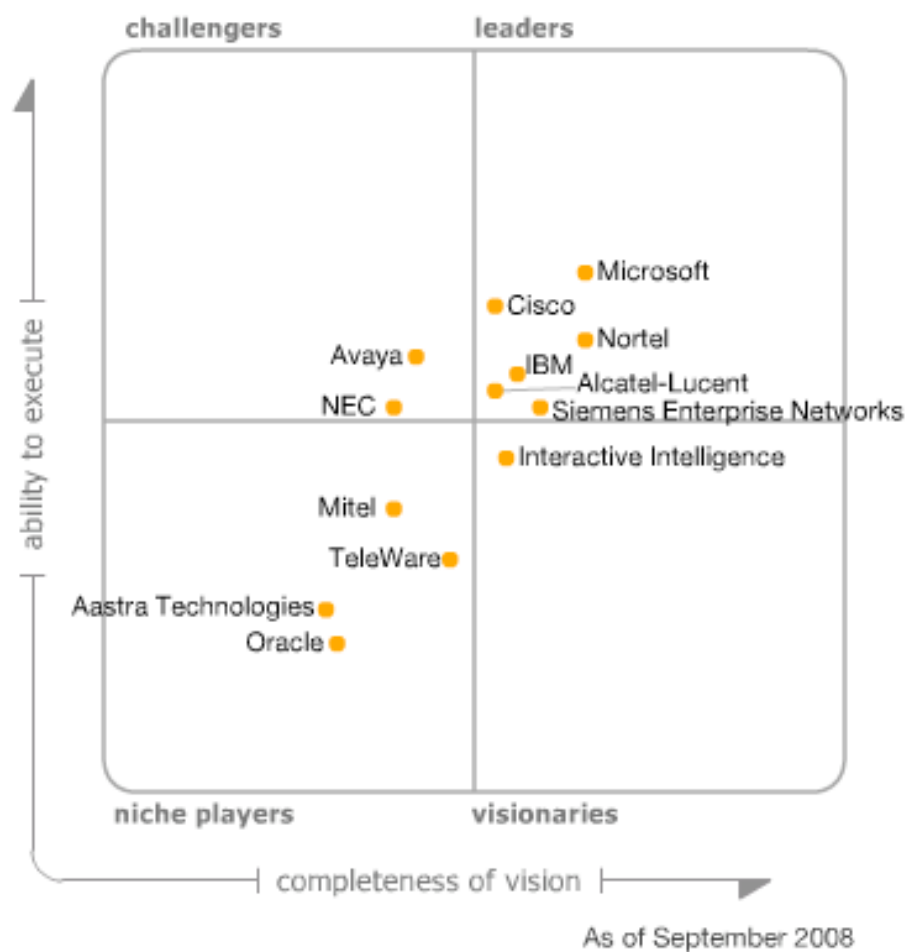 challengers
leaders
Microsoft
Cisco
Nortel
Avaya
IBM
Alcatel-Lucent
NEC
Siemens Enterprise Networks
Interactive Intelligence
Mitel
TeleWare
Aastra Technologies
Oracle
ability to execute
niche players
visionaries
completeness of vision
As of September 2008